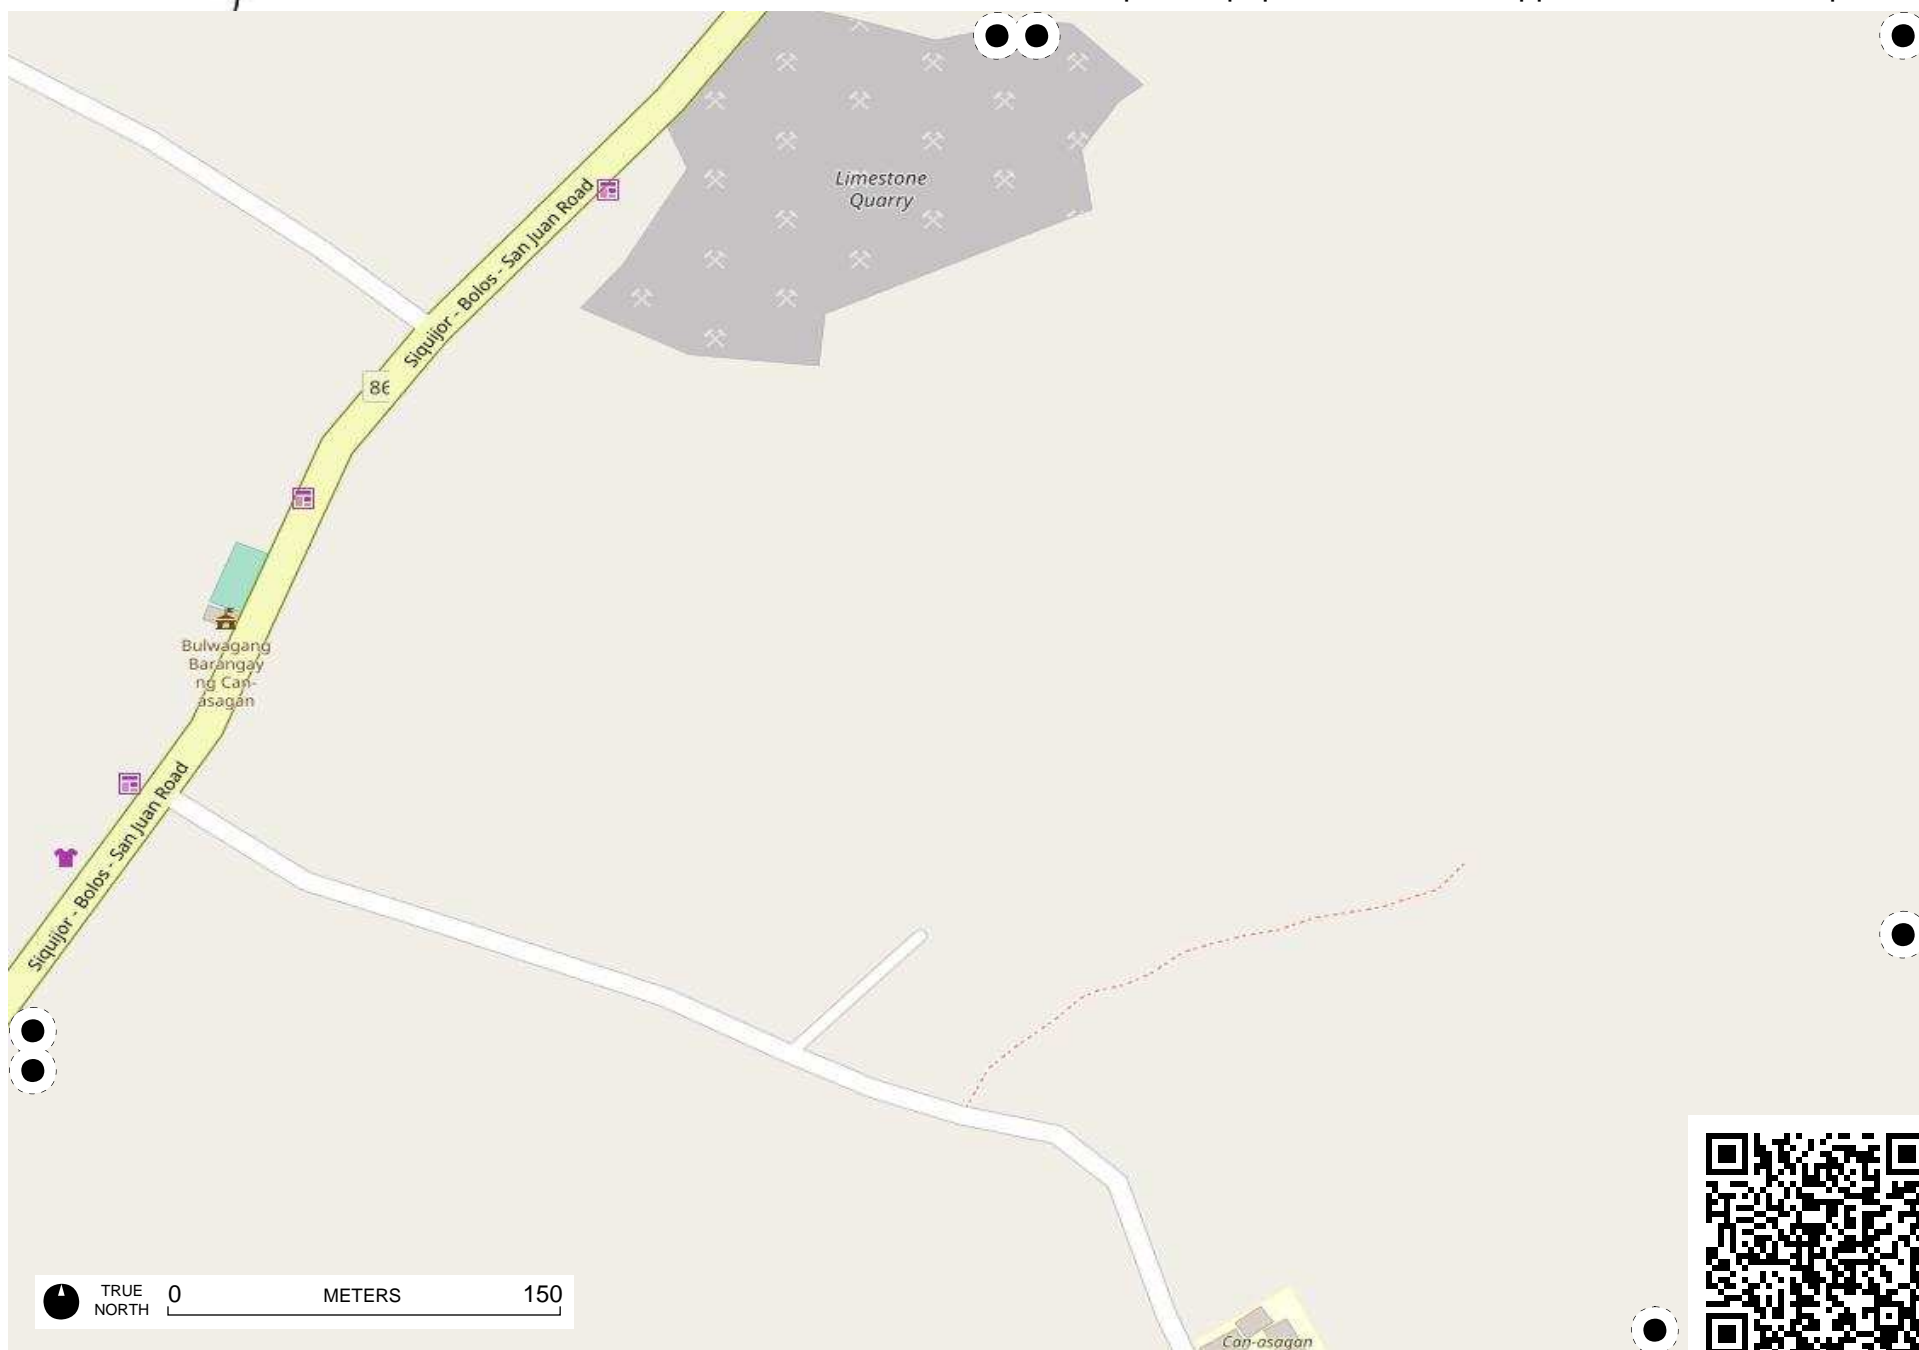 Limestone
Quarry
Siquijor - Bolos - San Juan Road
86
Bulwagang
Barangay
ng Can-
asagan
Siquijor - Bolos - San Juan Road
TRUE
NORTH
0 METERS 150
Can-asagan